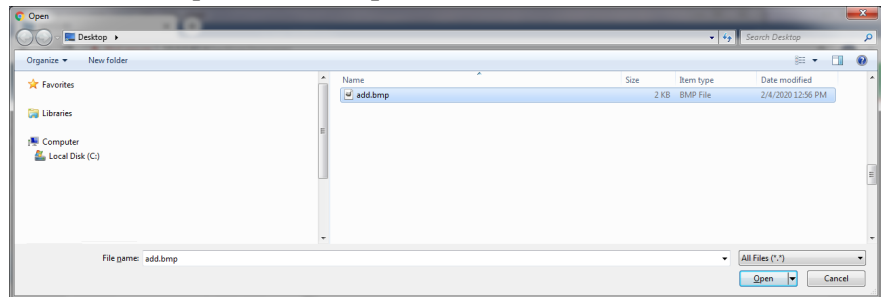 Open
Desktop
Search Desktop
Organize
New folder
Favorites
Libraries
Computer
Local Disk (C:)
Name Size Item type Date modified
add.bmp 2 KB BMP File 2/4/2020 12:56 PM
File name: add.bmp
All Files (*.*)
Open
Cancel